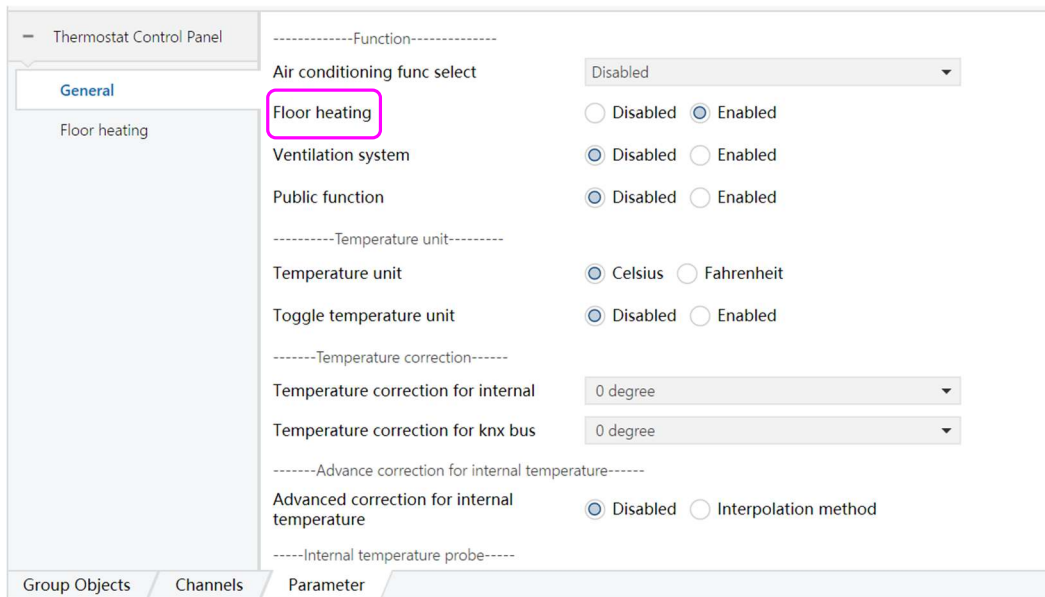 Thermostat Control Panel
General
Floor heating
-------------Function-------------
Air conditioning func select Disabled
Floor heating Disabled Enabled
Ventilation system Disabled Enabled
Public function Disabled Enabled
----------Temperature unit---------
Temperature unit Celsius Fahrenheit
Toggle temperature unit Disabled Enabled
-------Temperature correction------
Temperature correction for internal 0 degree
Temperature correction for knx bus 0 degree
-------Advance correction for internal temperature------
Advanced correction for internal
temperature Disabled Interpolation method
-----Internal temperature probe-----
Group Objects Channels Parameter